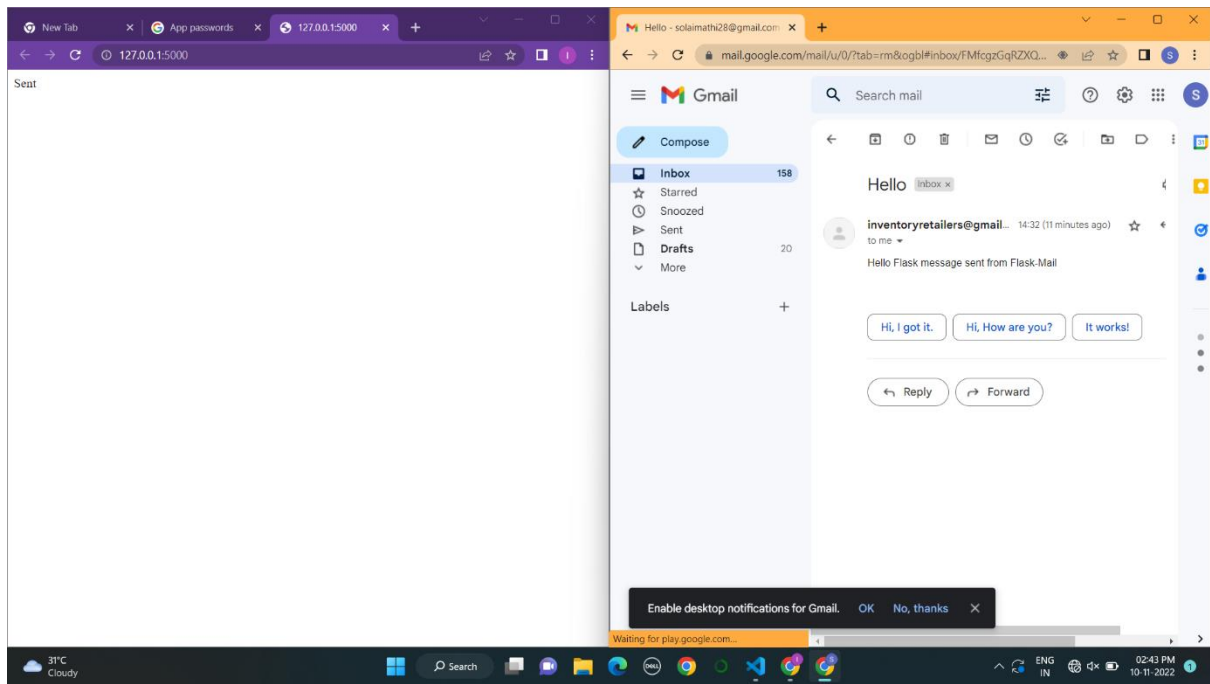 New Tab
App passwords
127.0.0.1:5000
127.0.0.1:5000
Sent
Hello - solaimathi28@gmail.com
mail.google.com/mail/u/0/?tab=rm&ogbl#inbox/FMfcgzGqRZXQ...
Gmail
Search mail
Compose
Inbox 158
Starred
Snoozed
Sent
Drafts 20
More
Labels
Hello Inbox ×
inventoryretailers@gmail... 14:32 (11 minutes ago)
to me
Hello Flask message sent from Flask-Mail
Hi, I got it. Hi, How are you? It works!
Reply Forward
Enable desktop notifications for Gmail. OK No, thanks
Waiting for play.google.com...
31°C
Cloudy
Search
DELL
ENG
IN
02:43 PM
10-11-2022
1
I
S
S
31